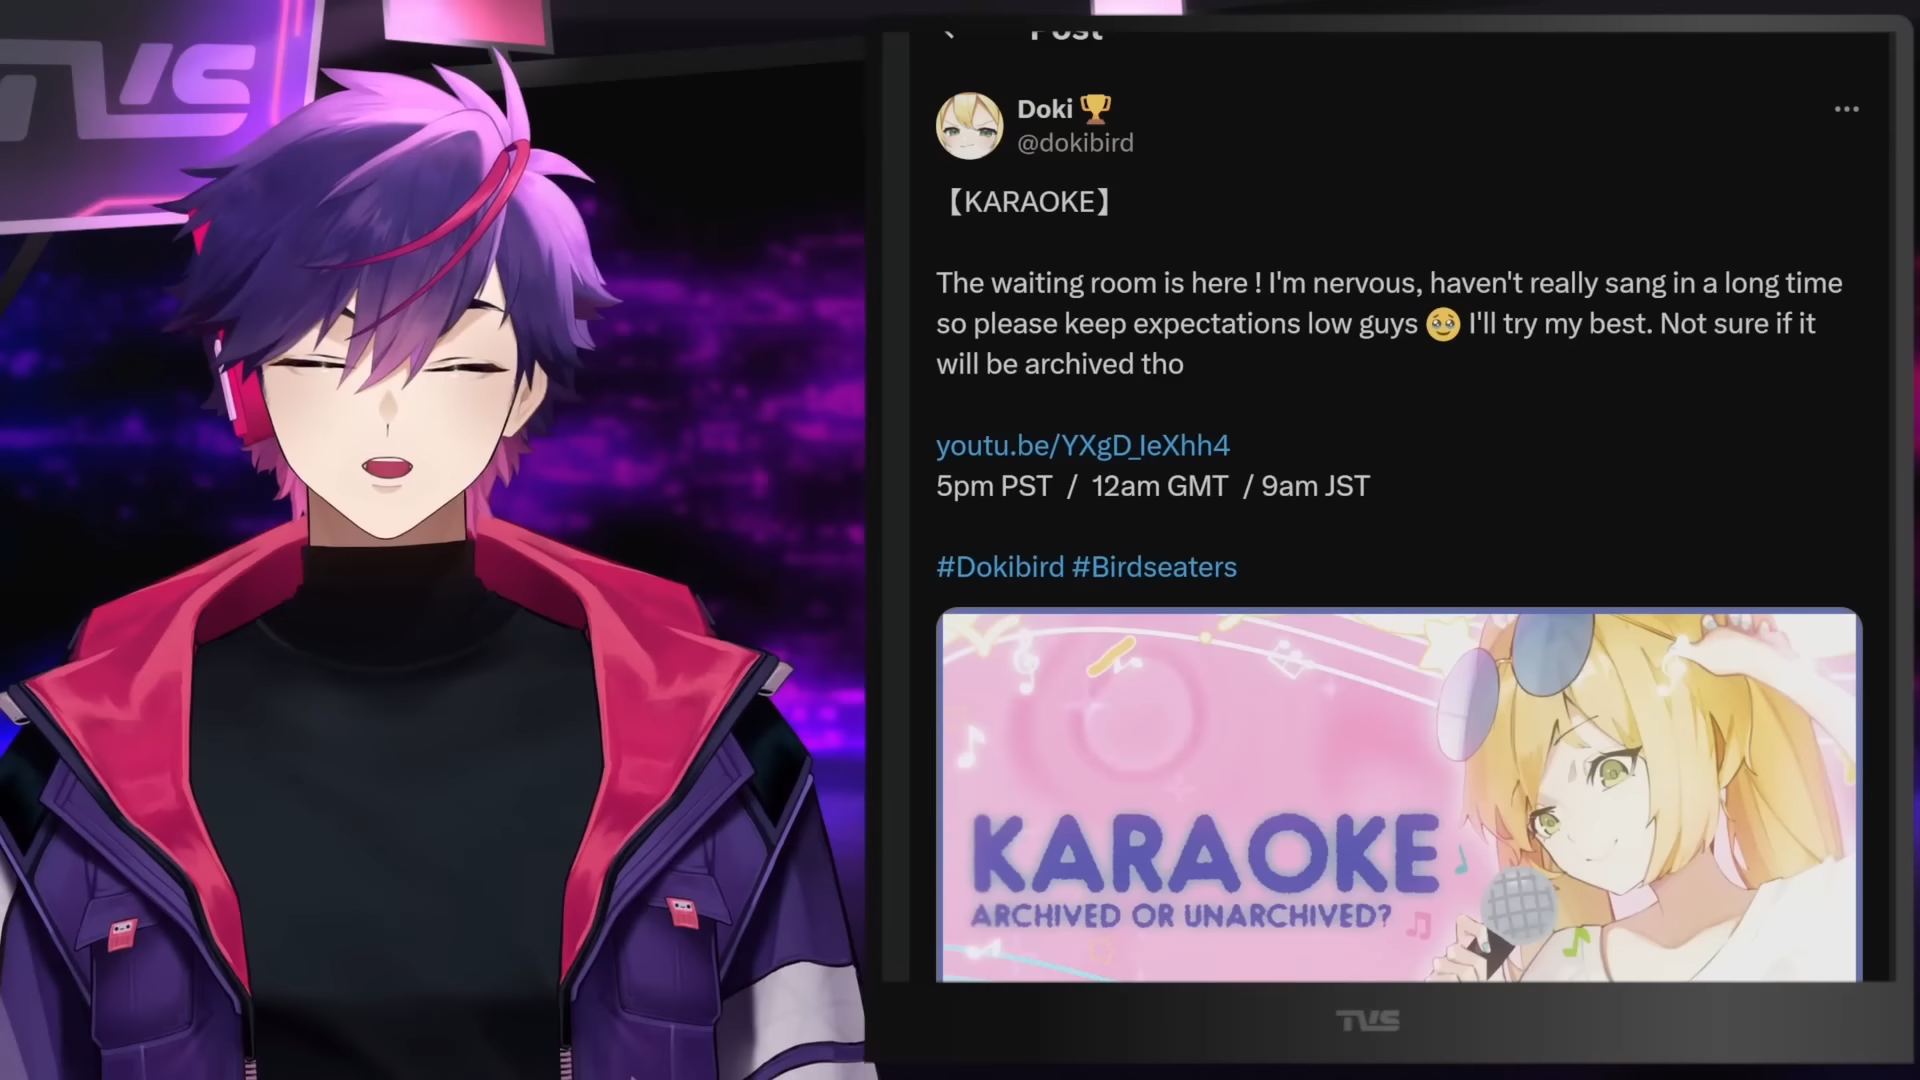 TVS
Post
Doki 🏆
@dokibird
【KARAOKE】
The waiting room is here ! I'm nervous, haven't really sang in a long time
so please keep expectations low guys 🥹 I'll try my best. Not sure if it
will be archived tho
youtu.be/YXgD_IeXhh4
5pm PST / 12am GMT / 9am JST
#Dokibird #Birdseaters
KARAOKE
ARCHIVED OR UNARCHIVED?
TVS